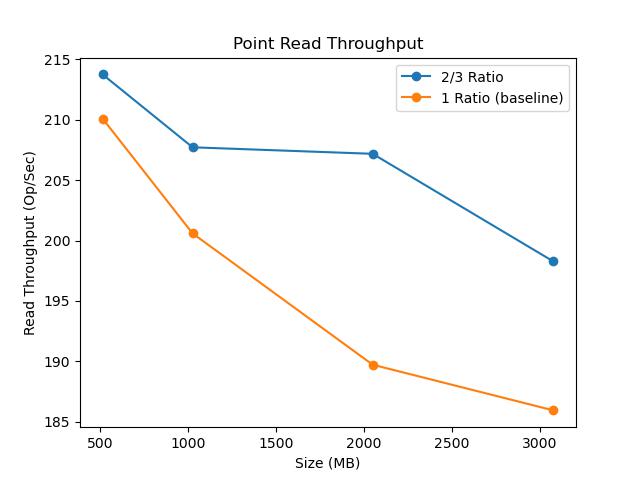 Point Read Throughput
2/3 Ratio
1 Ratio (baseline)
Read Throughput (Op/Sec)
215
210
205
200
195
190
185
500
1000
1500
2000
2500
3000
Size (MB)